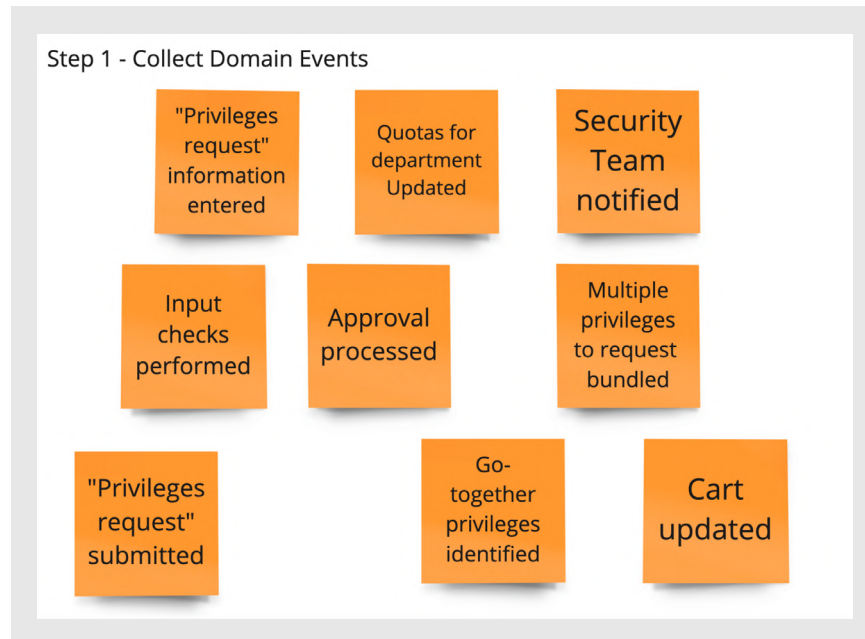 Step 1 - Collect Domain Events
"Privileges
request"
information
entered
Quotas for
department
Updated
Security
Team
notified
Input
checks
performed
Approval
processed
Multiple
privileges
to request
bundled
"Privileges
request"
submitted
Go-
together
privileges
identified
Cart
updated